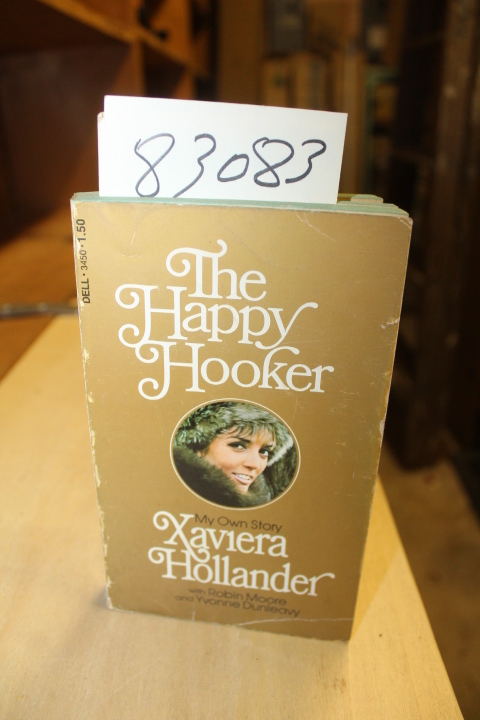 83083
DELL • 3450 • 1.50
The
Happy
Hooker
My Own Story
Xaviera
Hollander
with Robin Moore
and Yvonne Dunleavy